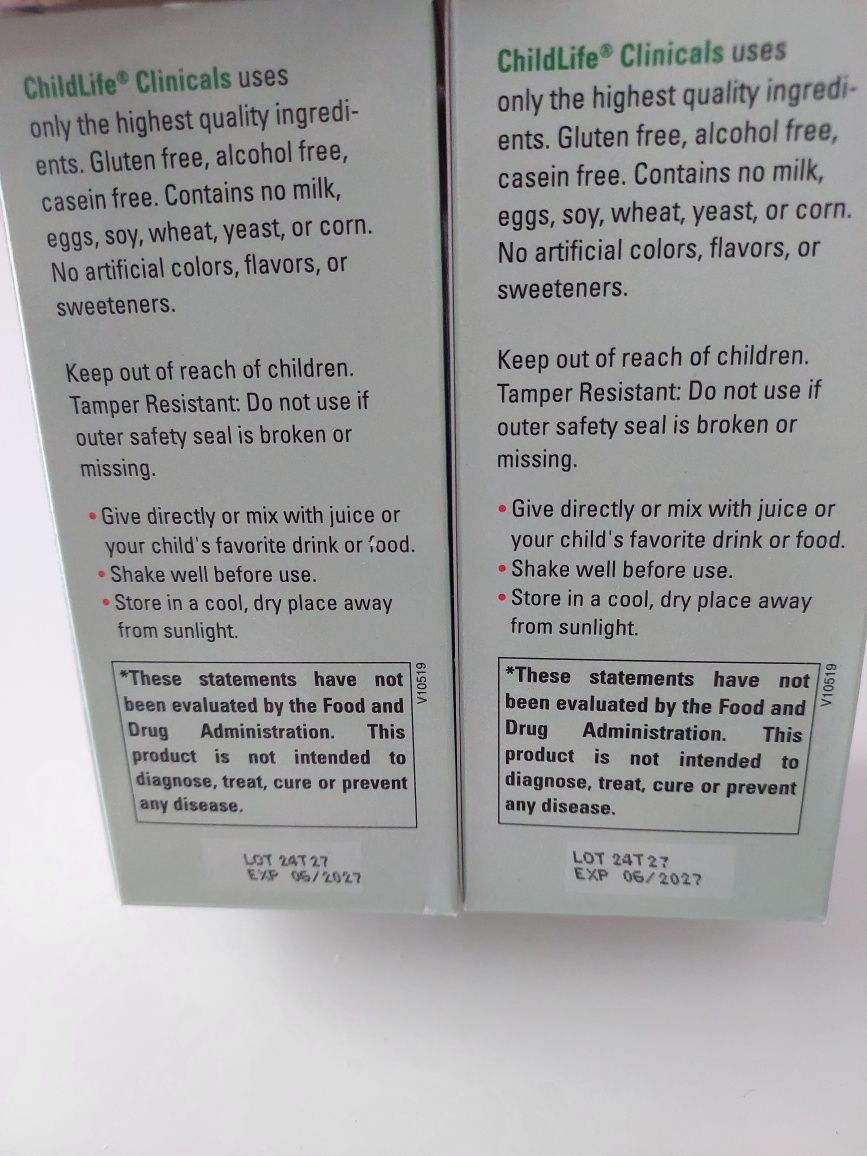 ChildLife® Clinicals uses
only the highest quality ingredi-
ents. Gluten free, alcohol free,
casein free. Contains no milk,
eggs, soy, wheat, yeast, or corn.
No artificial colors, flavors, or
sweeteners.
Keep out of reach of children.
Tamper Resistant: Do not use if
outer safety seal is broken or
missing.
• Give directly or mix with juice or
your child's favorite drink or food.
• Shake well before use.
• Store in a cool, dry place away
from sunlight.
*These statements have not
been evaluated by the Food and
Drug Administration. This
product is not intended to
diagnose, treat, cure or prevent
any disease.
V10519
LOT 24T27
EXP 06/2027
ChildLife® Clinicals uses
only the highest quality ingredi-
ents. Gluten free, alcohol free,
casein free. Contains no milk,
eggs, soy, wheat, yeast, or corn.
No artificial colors, flavors, or
sweeteners.
Keep out of reach of children.
Tamper Resistant: Do not use if
outer safety seal is broken or
missing.
• Give directly or mix with juice or
your child's favorite drink or food.
• Shake well before use.
• Store in a cool, dry place away
from sunlight.
*These statements have not
been evaluated by the Food and
Drug Administration. This
product is not intended to
diagnose, treat, cure or prevent
any disease.
V10519
LOT 24T27
EXP 06/2027